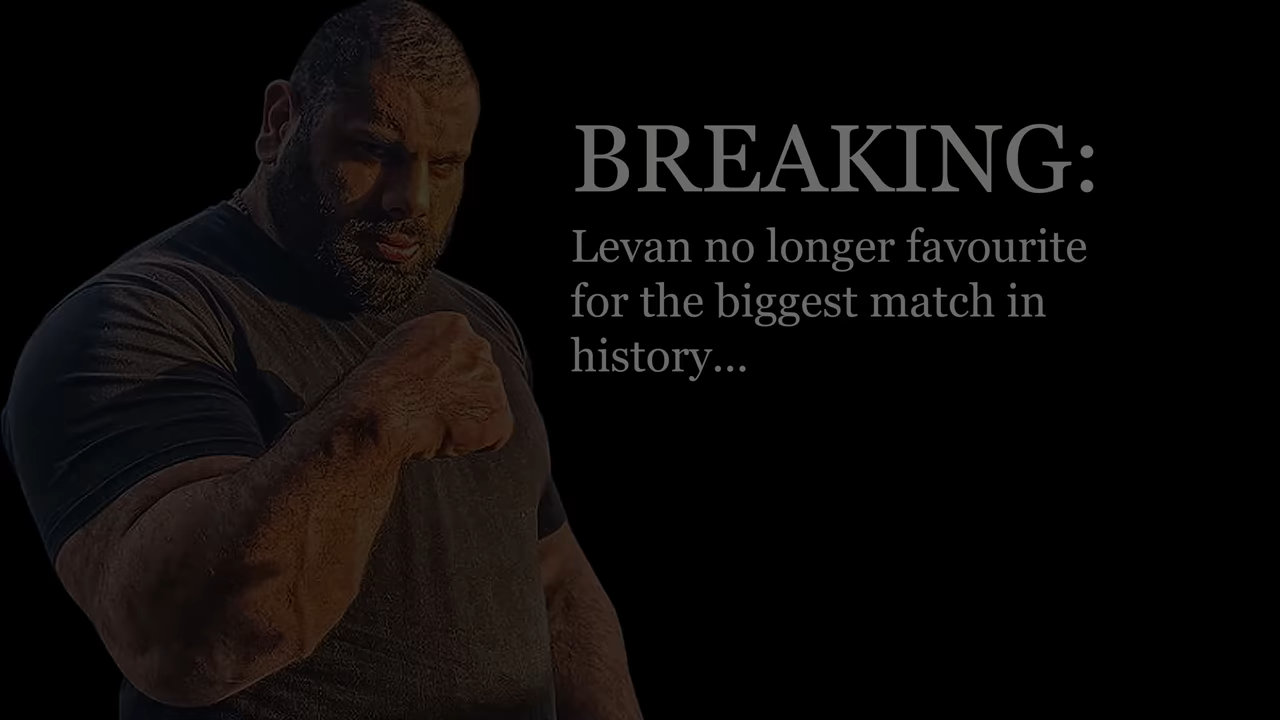 BREAKING:
Levan no longer favourite
for the biggest match in
history...